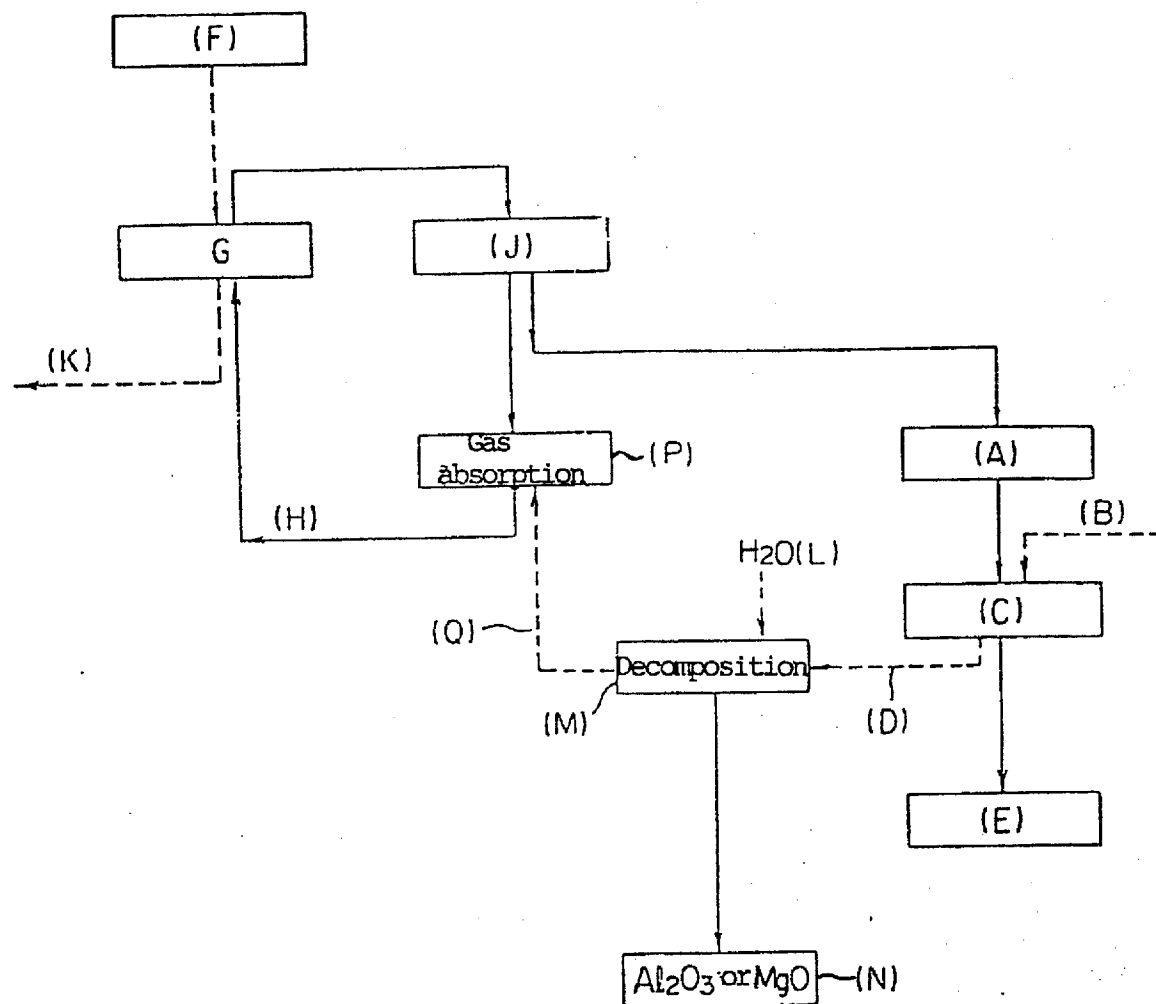 (F)
G
(J)
(K)
(A)
Gas
absorption
(P)
(H)
(B)
H2O(L)
(C)
(Q)
Decomposition
(M)
(D)
(E)
Al2O3 or MgO
(N)